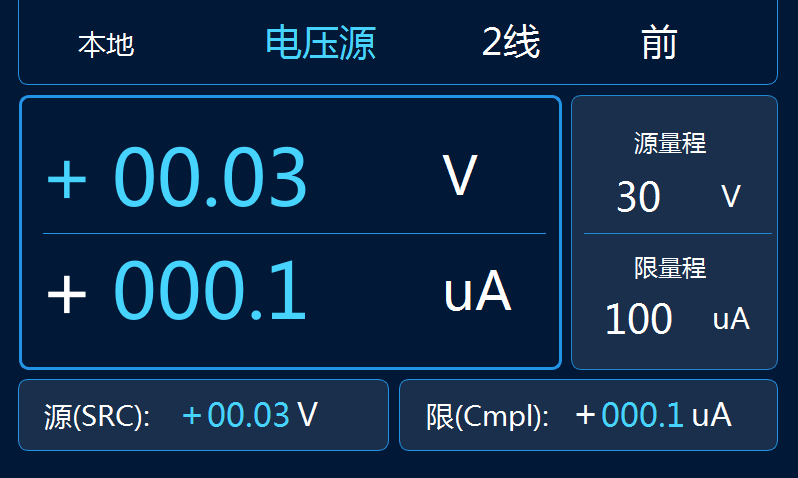 本地 电压源 2线 前
+ 00.03 V
+ 000.1 uA
源量程
30 V
限量程
100 uA
源(SRC): +00.03 V
限(Cmpl): +000.1 uA